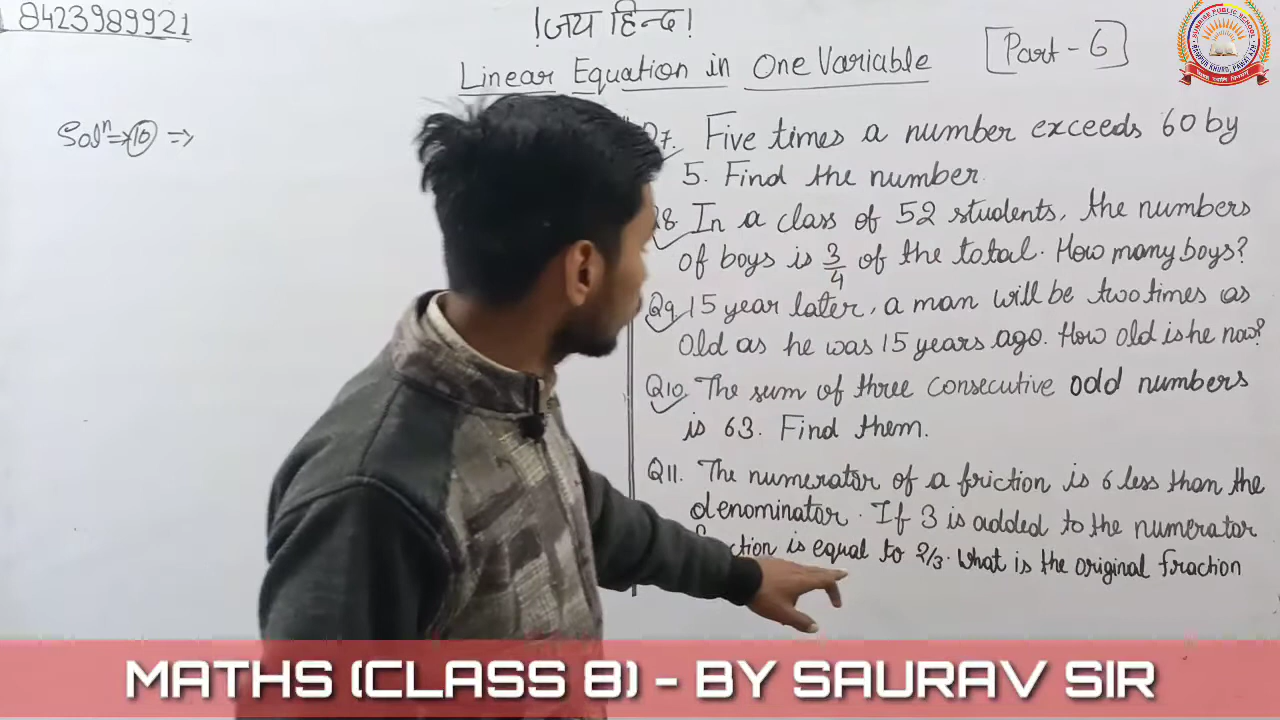 8423989921
!जय हिन्द!
Linear Equation in One Variable
[Part-6]
Solⁿ⇒⑩⇒
Q7. Five times a number exceeds 60 by
5. Find the number.
Q8 In a class of 52 students, the numbers
of boys is 3/4 of the total. How many boys?
Q9 15 year later, a man will be two times as
old as he was 15 years ago. How old is he now?
Q10. The sum of three consecutive odd numbers
is 63. Find them.
Q11. The numerator of a friction is 6 less than the
denominator. If 3 is added to the numerator
is equal to 2/3. What is the original fraction
SUNRISE PUBLIC SCHOOL
MATHS (CLASS 8) - BY SAURAV SIR